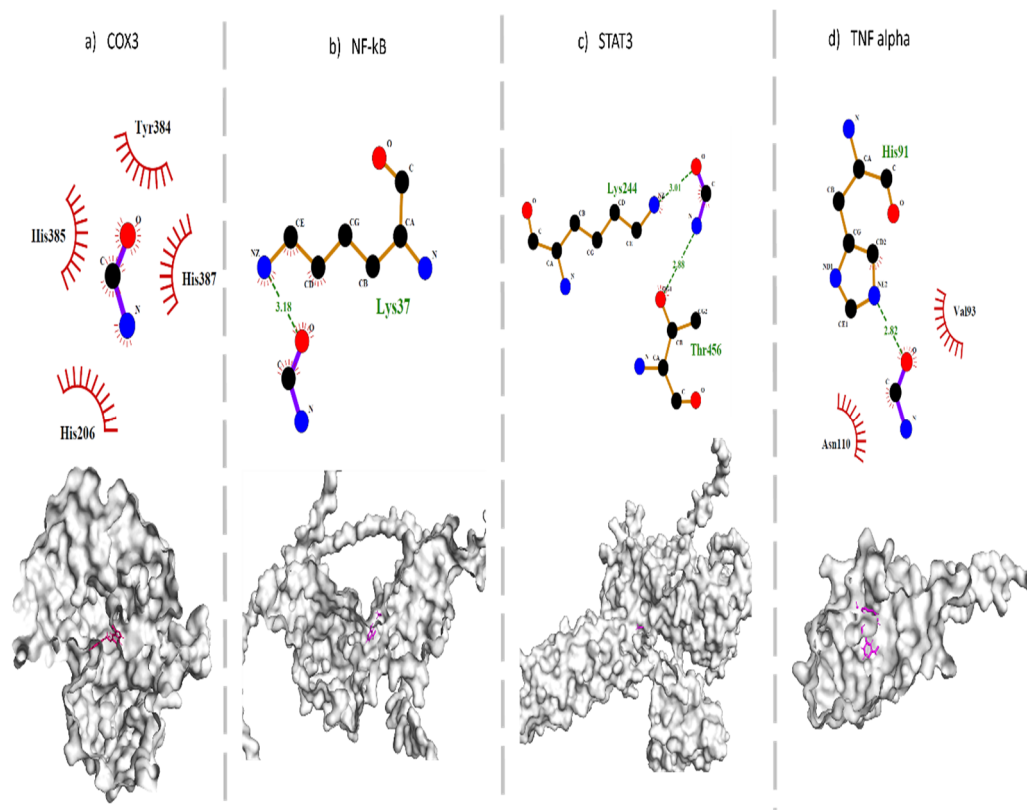 a) COX3
Tyr384
His385
O
C
N
His387
His206
b) NF-kB
O
C
CE
CG
CA
NZ
CD
CB
N
Lys37
3.18
O
C
N
c) STAT3
O
Lys244
3.01
C
NZ
CD
O
CB
N
C
CG
CE
CA
2.88
N
OG1
CG2
CB
Thr456
N
CA
C
O
d) TNF alpha
N
His91
CA
C
CB
O
CG
CD2
ND1
NE2
CE1
Val93
2.82
O
C
N
Asn110